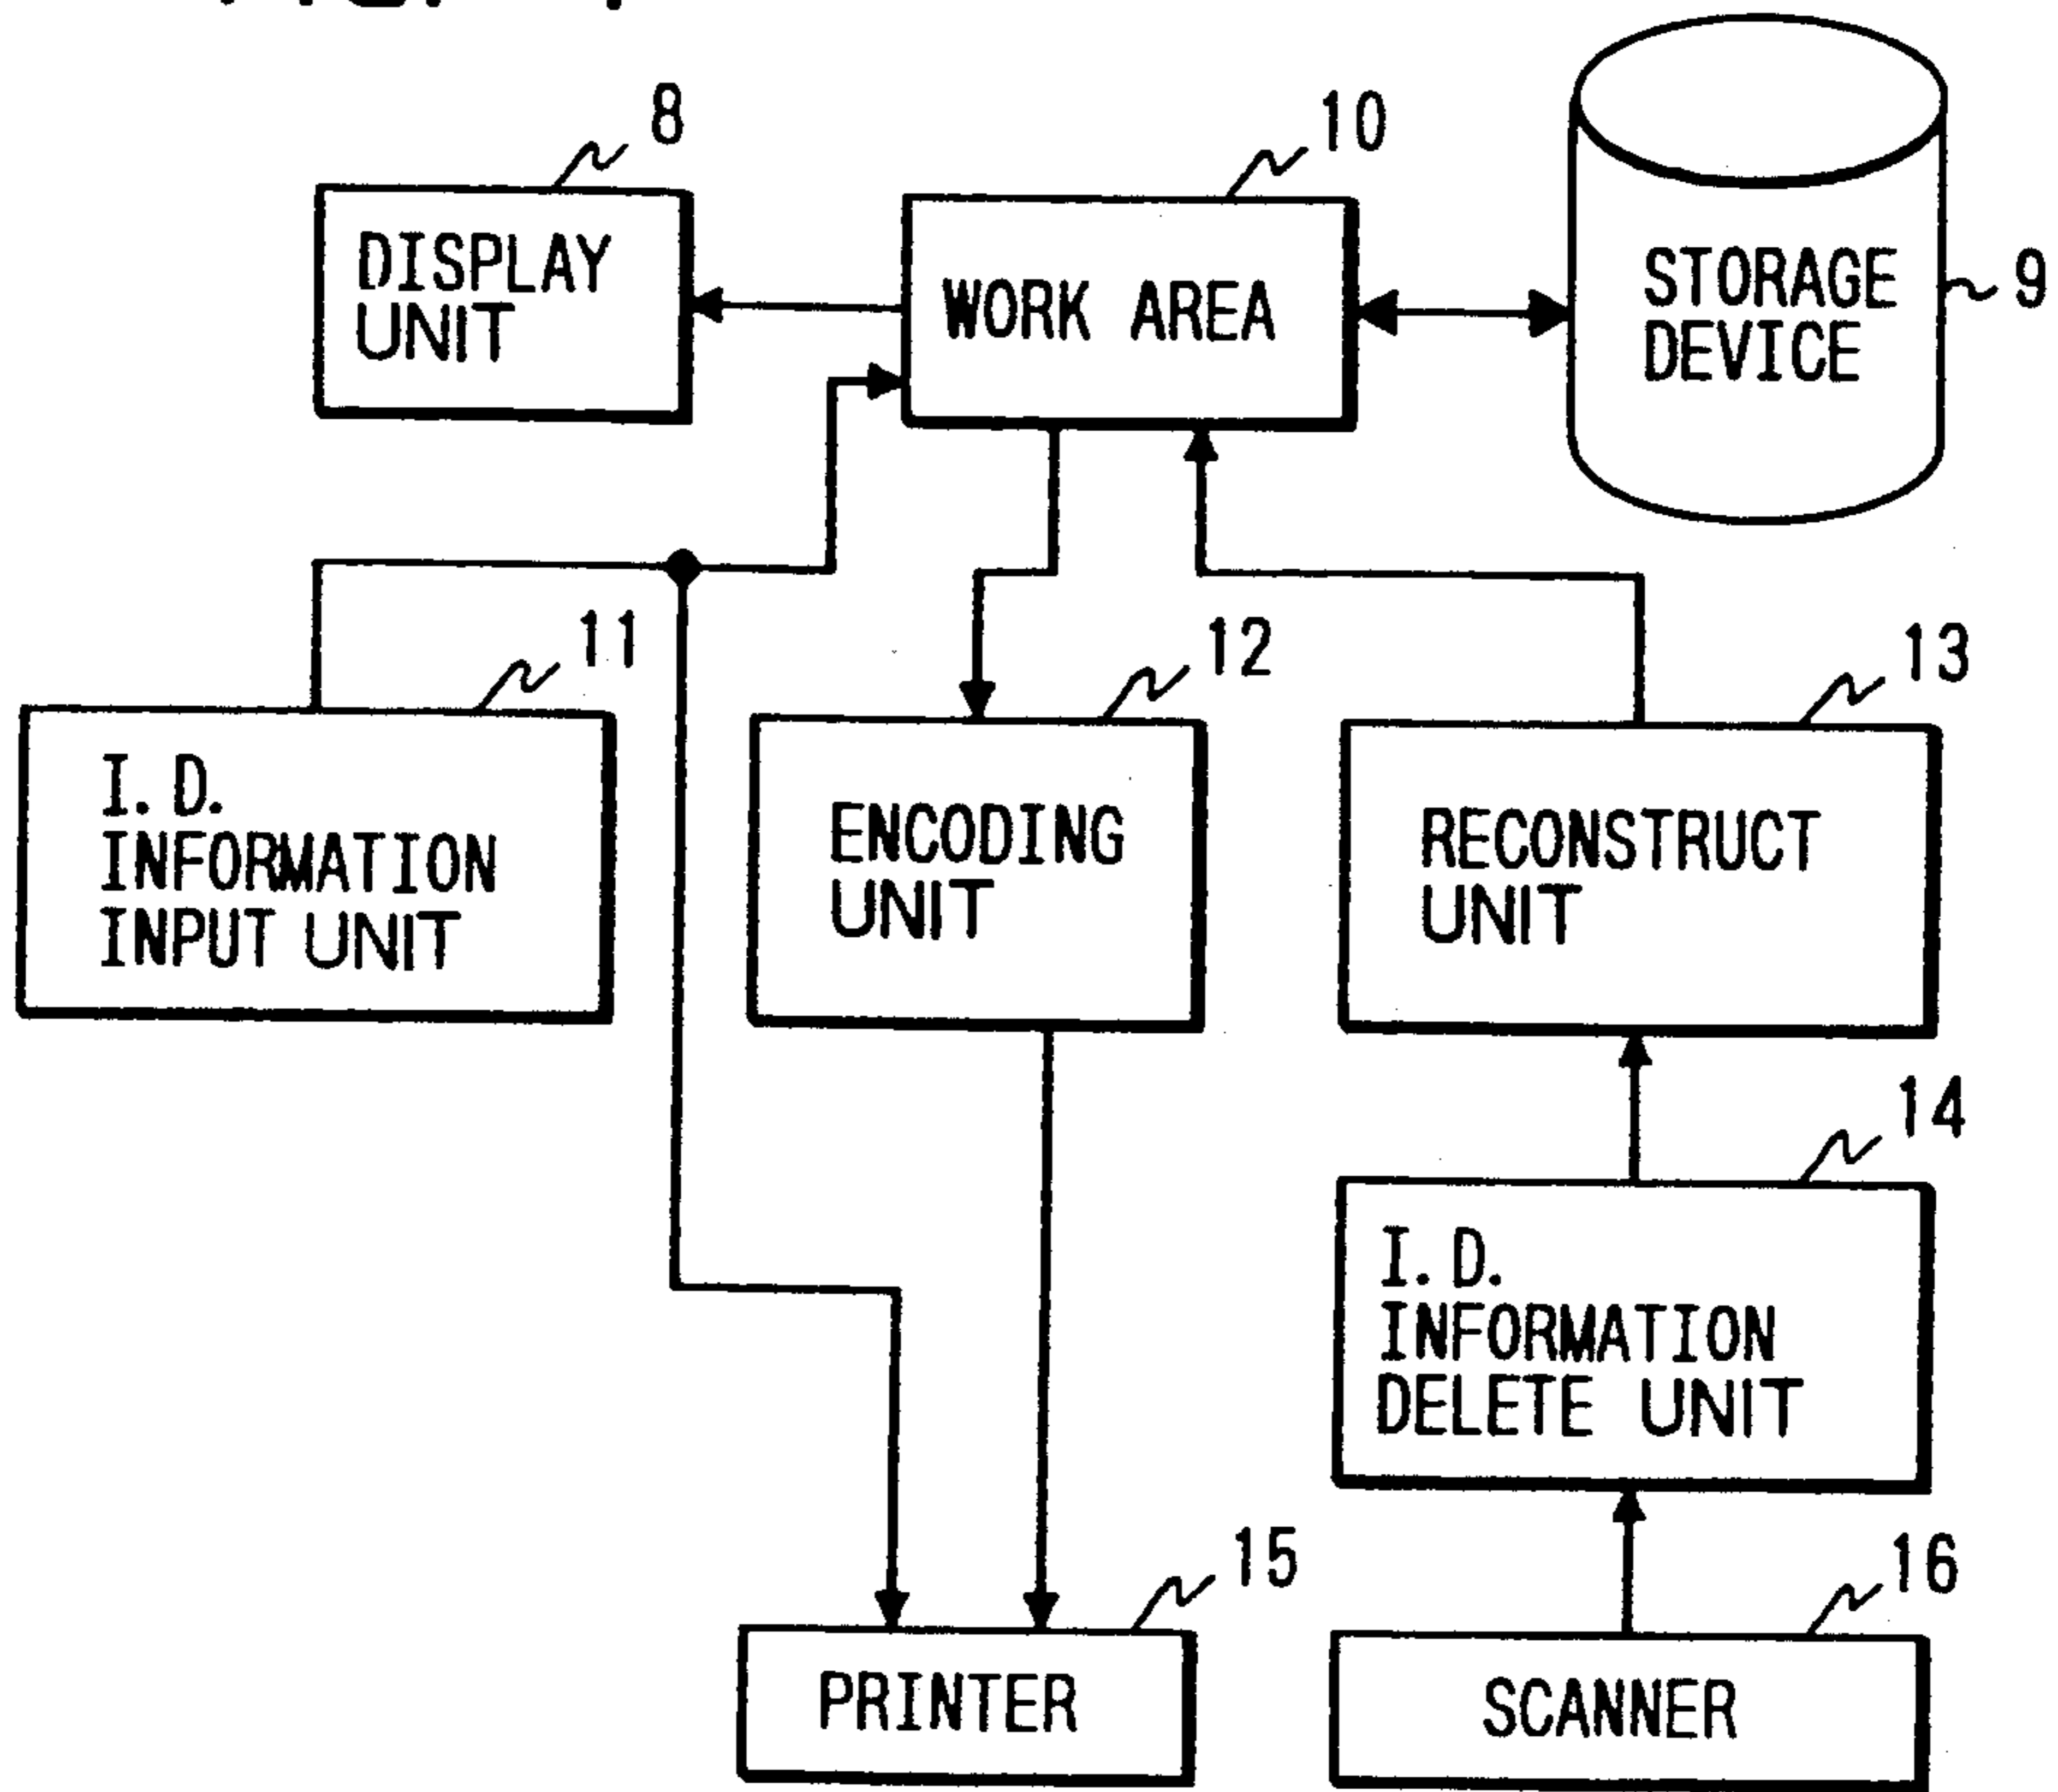 8
10
DISPLAY
UNIT
WORK AREA
STORAGE
DEVICE
9
11
12
13
I.D.
INFORMATION
INPUT UNIT
ENCODING
UNIT
RECONSTRUCT
UNIT
14
I.D.
INFORMATION
DELETE UNIT
15
16
PRINTER
SCANNER